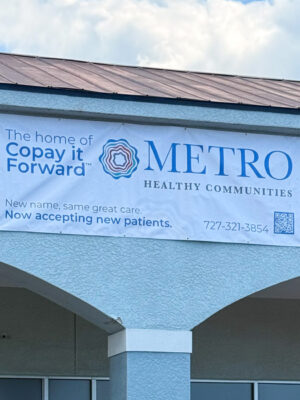 The home of
Copay it
Forward™
METRO
HEALTHY COMMUNITIES
New name, same great care.
Now accepting new patients.
727-321-3854